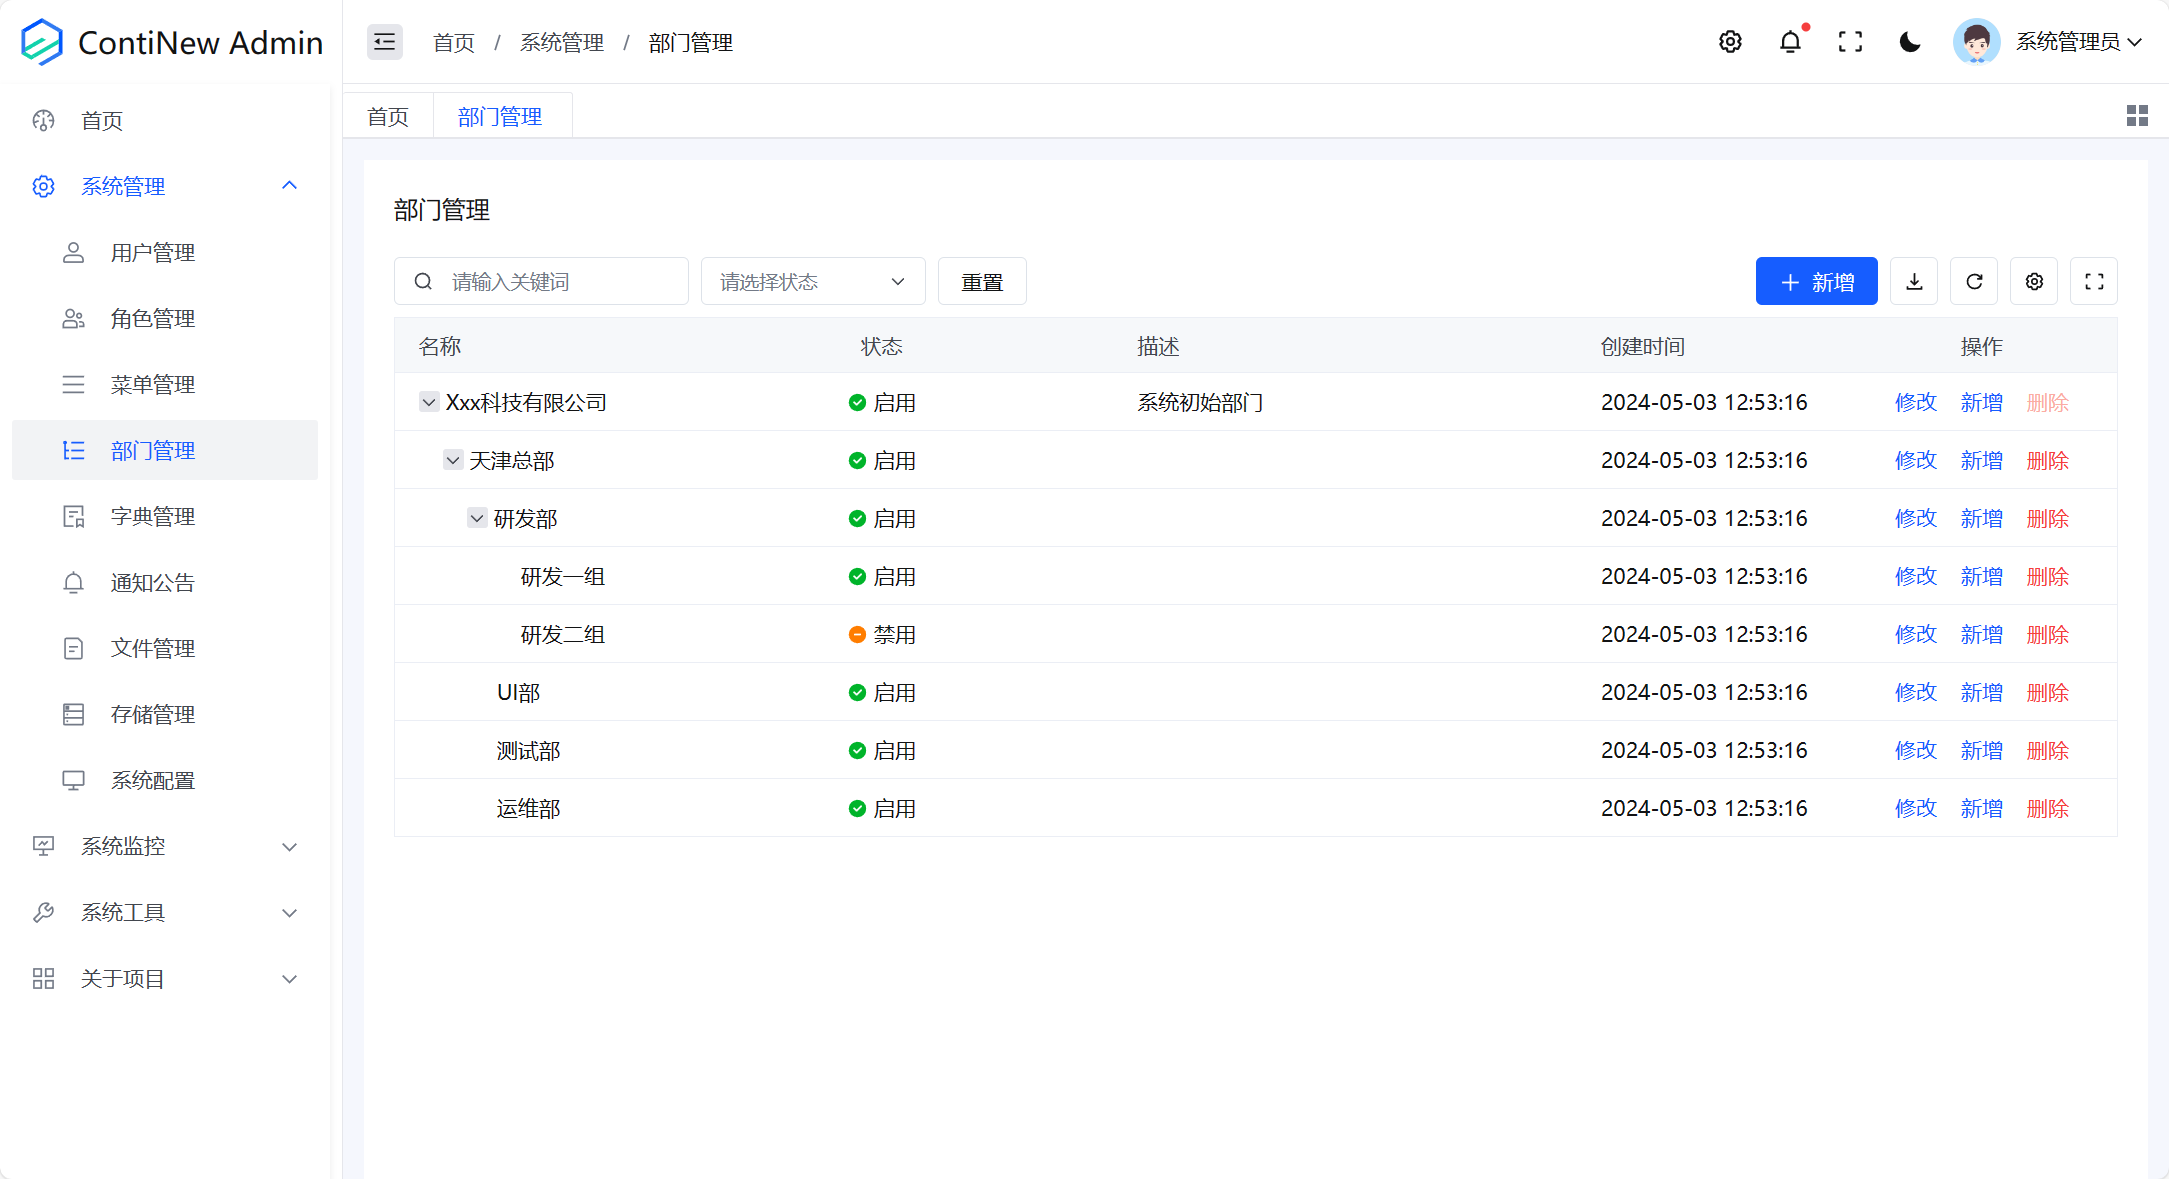 ContiNew Admin
首页 / 系统管理 / 部门管理
系统管理员
首页
系统管理
用户管理
角色管理
菜单管理
部门管理
字典管理
通知公告
文件管理
存储管理
系统配置
系统监控
系统工具
关于项目
首页 部门管理
部门管理
请输入关键词 请选择状态 重置 新增
名称 状态 描述 创建时间 操作
Xxx科技有限公司 启用 系统初始部门 2024-05-03 12:53:16 修改 新增 删除
天津总部 启用 2024-05-03 12:53:16 修改 新增 删除
研发部 启用 2024-05-03 12:53:16 修改 新增 删除
研发一组 启用 2024-05-03 12:53:16 修改 新增 删除
研发二组 禁用 2024-05-03 12:53:16 修改 新增 删除
UI部 启用 2024-05-03 12:53:16 修改 新增 删除
测试部 启用 2024-05-03 12:53:16 修改 新增 删除
运维部 启用 2024-05-03 12:53:16 修改 新增 删除